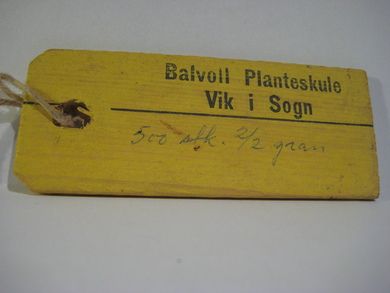 Balvoll Planteskule
Vik i Sogn
500 stk. 2/2 gran